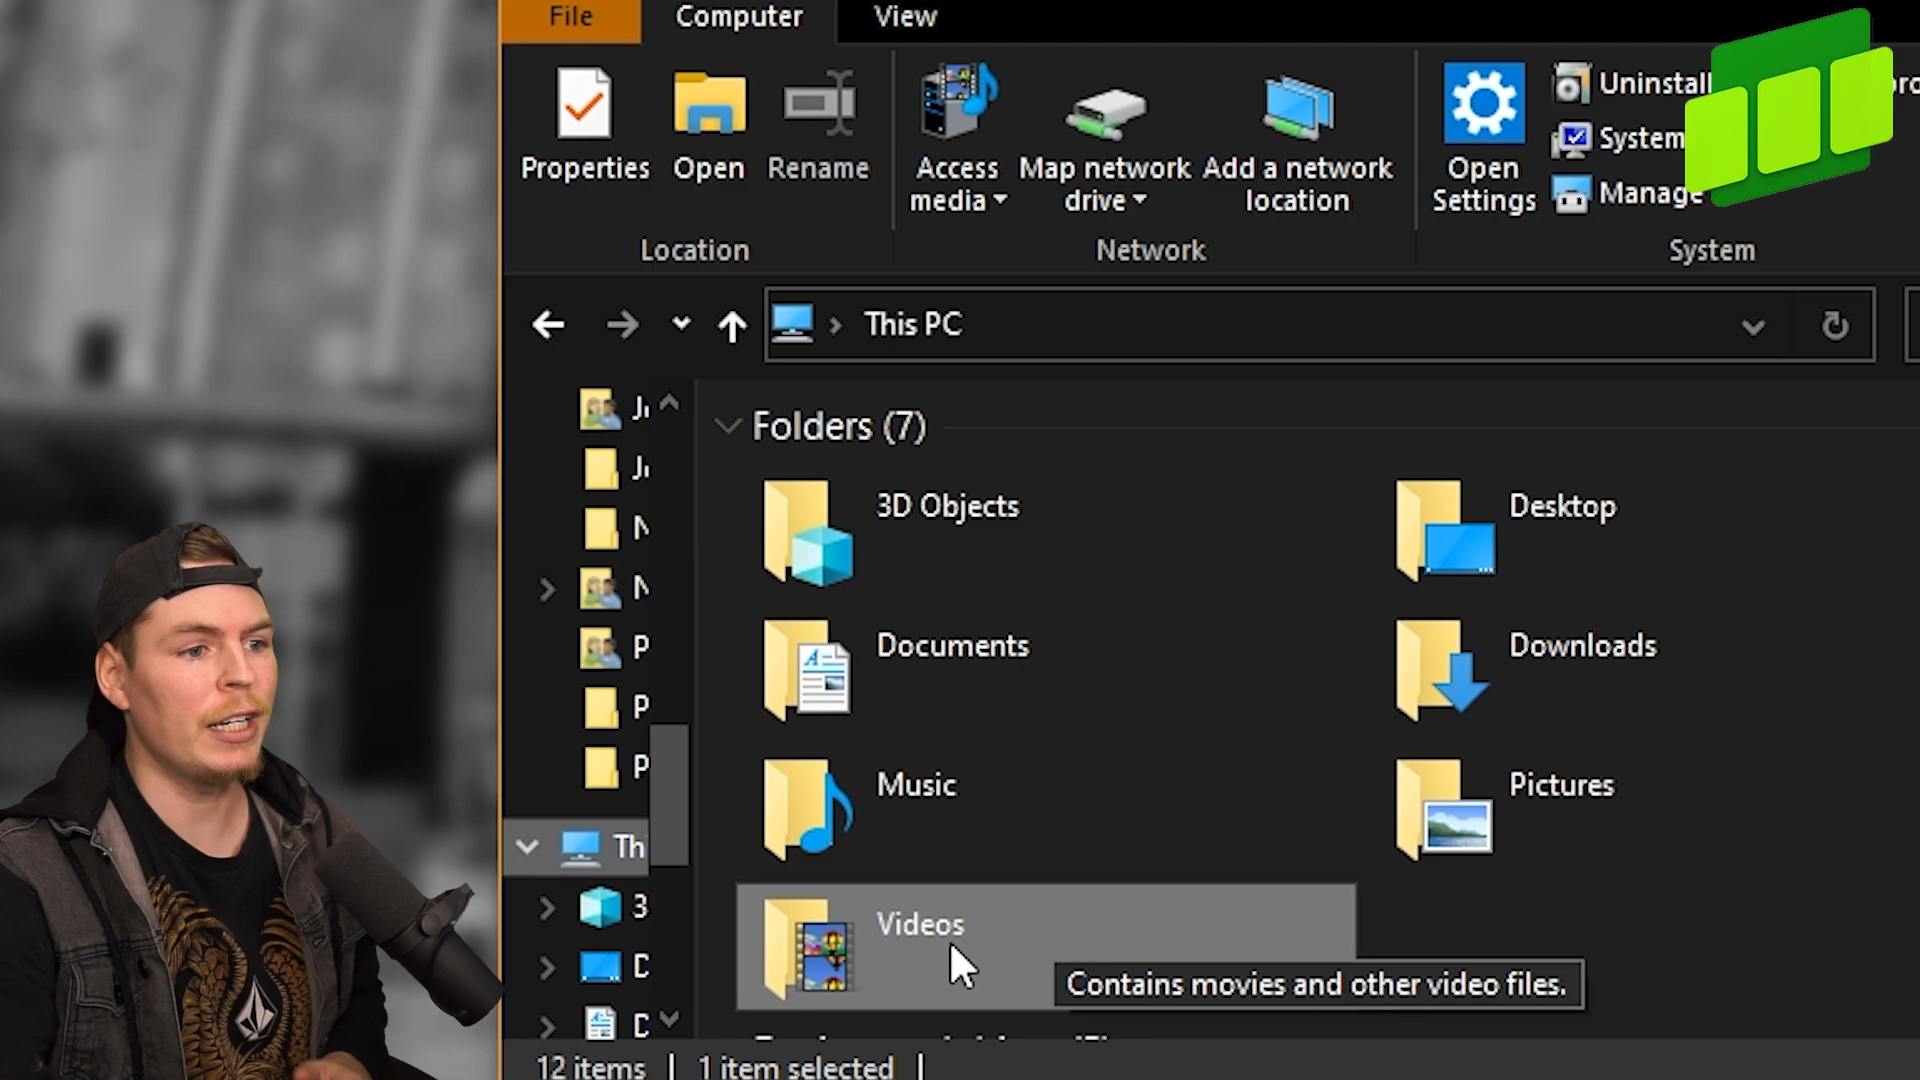 File
Computer
View
Properties
Open
Rename
Access media
Map network drive
Add a network location
Open Settings
Uninstall
System
Manage
Location
Network
System
This PC
Folders (7)
3D Objects
Desktop
Documents
Downloads
Music
Pictures
Videos
Contains movies and other video files.
Th
3
D
D
N
N
P
P
P
12 items
1 item selected